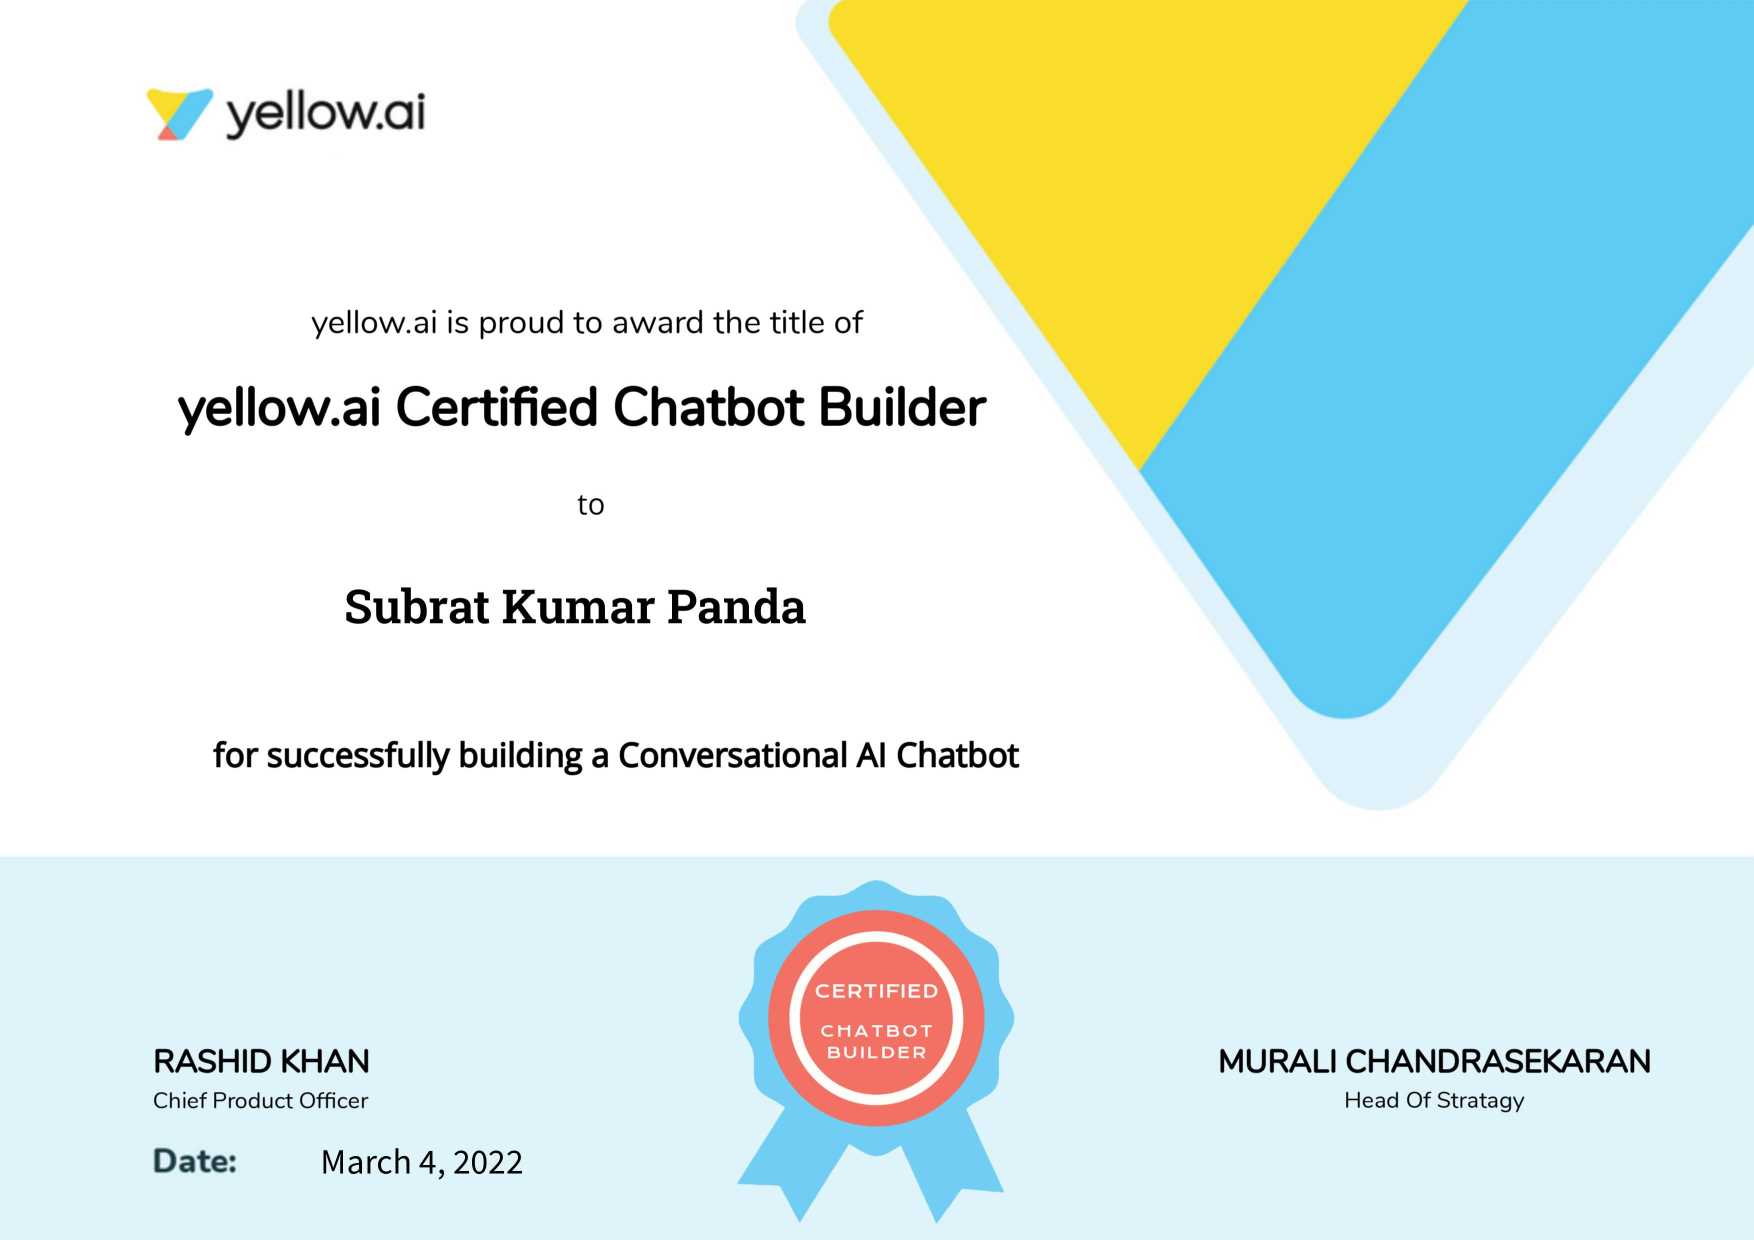 yellow.ai
yellow.ai is proud to award the title of
yellow.ai Certified Chatbot Builder
to
Subrat Kumar Panda
for successfully building a Conversational AI Chatbot
CERTIFIED
CHATBOT
BUILDER
RASHID KHAN
Chief Product Officer
Date: March 4, 2022
MURALI CHANDRASEKARAN
Head Of Stratagy